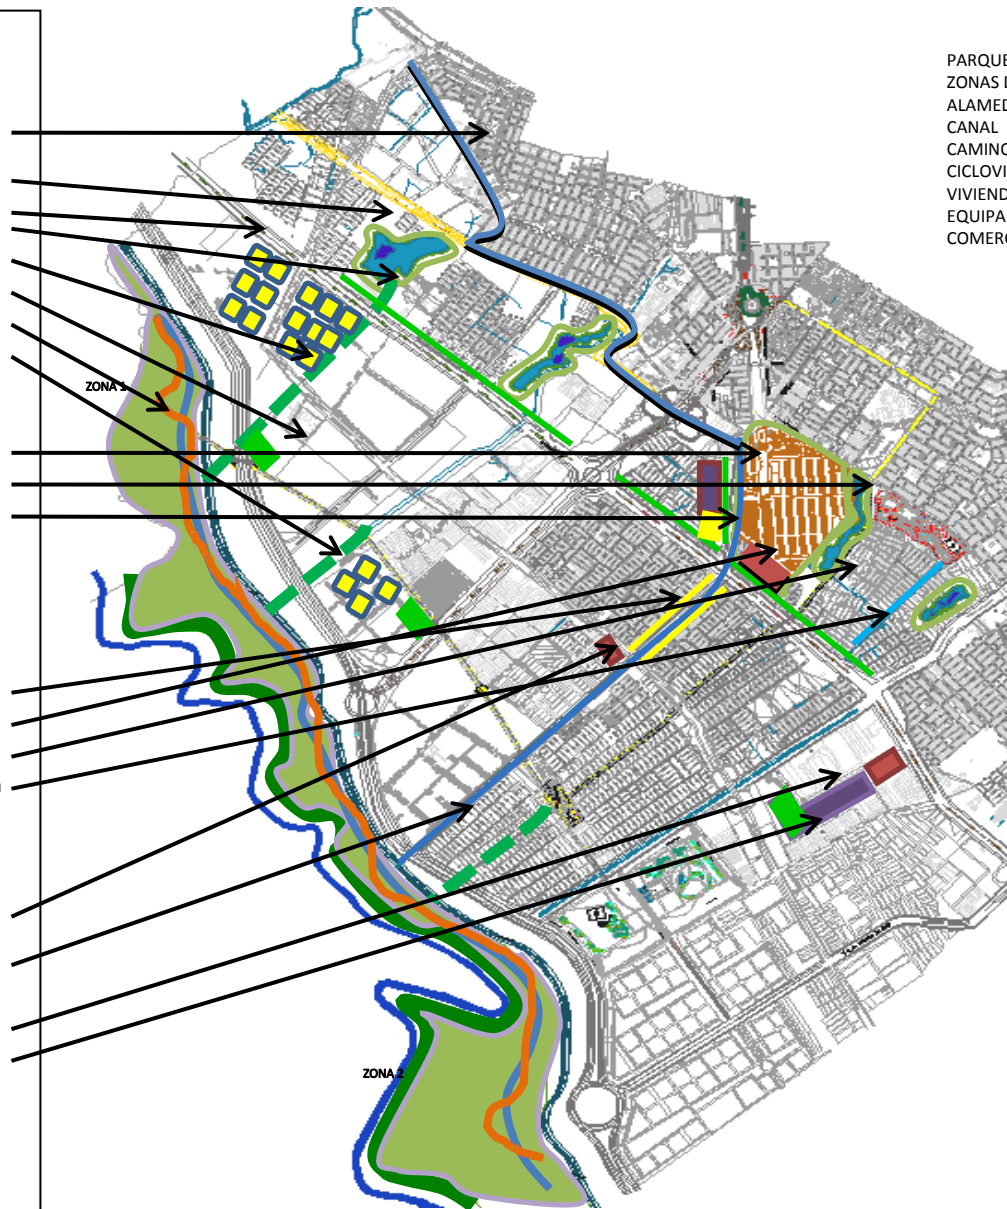 PARQUE
ZONAS D
ALAMED
CANAL
CAMINO
CICLOVI
VIVIEND
EQUIPA
COMERC
ZONA 1
ZONA 2